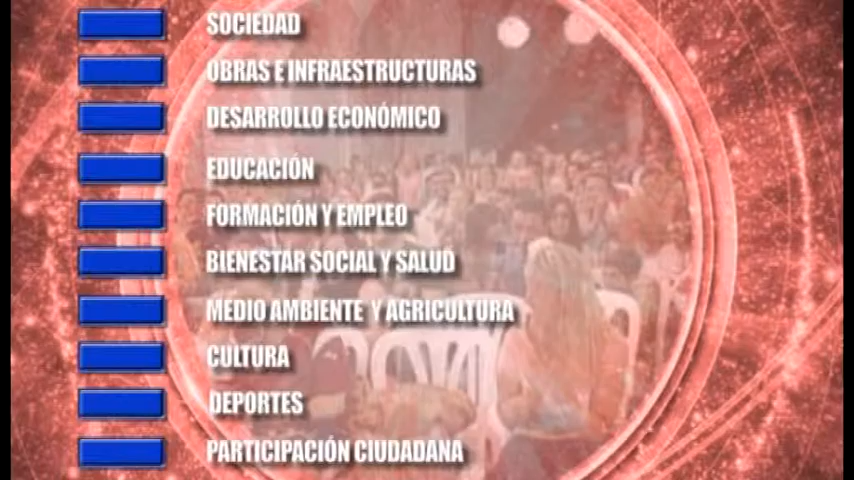 SOCIEDAD
OBRAS E INFRAESTRUCTURAS
DESARROLLO ECONÓMICO
EDUCACIÓN
FORMACIÓN Y EMPLEO
BIENESTAR SOCIAL Y SALUD
MEDIO AMBIENTE Y AGRICULTURA
CULTURA
DEPORTES
PARTICIPACIÓN CIUDADANA